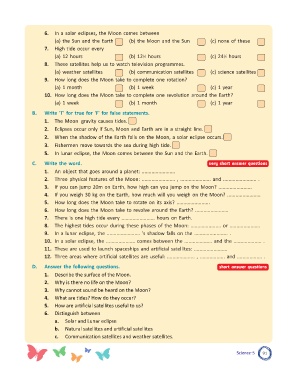 6. In a solar eclipse, the Moon comes between
(a) the Sun and the Earth (b) the Moon and the Sun (c) none of these
7. High tide occur every
(a) 12 hours (b) 12+ hours (c) 24+ hours
8. These satellites help us to watch television programmes.
(a) weather satellites (b) communication satellites (c) science satellites
9. How long does the Moon take to complete one rotation?
(a) 1 month (b) 1 week (c) 1 year
10. How long does the Moon take to complete one revolution around the Earth?
(a) 1 week (b) 1 month (c) 1 year
B. Write 'T' for true for 'F' for false statements.
1. The Moon gravity causes tides.
2. Eclipses occur only if Sun, Moon and Earth are in a straight line.
3. When the shadow of the Earth falls on the Moon, a solar eclipse occurs.
3. Fishermen move towards the sea during high tide.
5. In lunar eclipse, the Moon comes between the Sun and the Earth.
C. Write the word. very short answer questions
1. An object that goes around a planet: ....................
2. Three physical features of the Moon: ...................., .................... and .................... .
3. If you can jump 20m on Earth, how high can you jump on the Moon? ....................
4. If you weigh 30 kg on the Earth, how much will you weigh on the Moon? ....................
5. How long does the Moon take to rotate on its axis? ....................
6. How long does the Moon take to revolve around the Earth? ....................
7. There is one high tide every .................... hours on Earth.
8. The highest tides occur during these phases of the Moon: .................... or ....................
9. In a lunar eclipse, the ....................'s shadow falls on the .................... .
10. In a solar eclipse, the .................... comes between the .................... and the .................... .
11. These are used to launch spaceships and artificial satellites: ....................
12. Three areas where artificial satellites are useful ...................., .................... and .................... .
D. Answer the following questions. short answer questions
1. Describe the surface of the Moon.
2. Why is there no life on the Moon?
3. Why cannot sound be heard on the Moon?
4. What are tides? How do they occur?
5. How are artificial satellites useful to us?
6. Distinguish between
a. Solar and Lunar eclipse
b. Natural satellites and artificial satellites
c. Communication satellites and weather satellites
Science-5